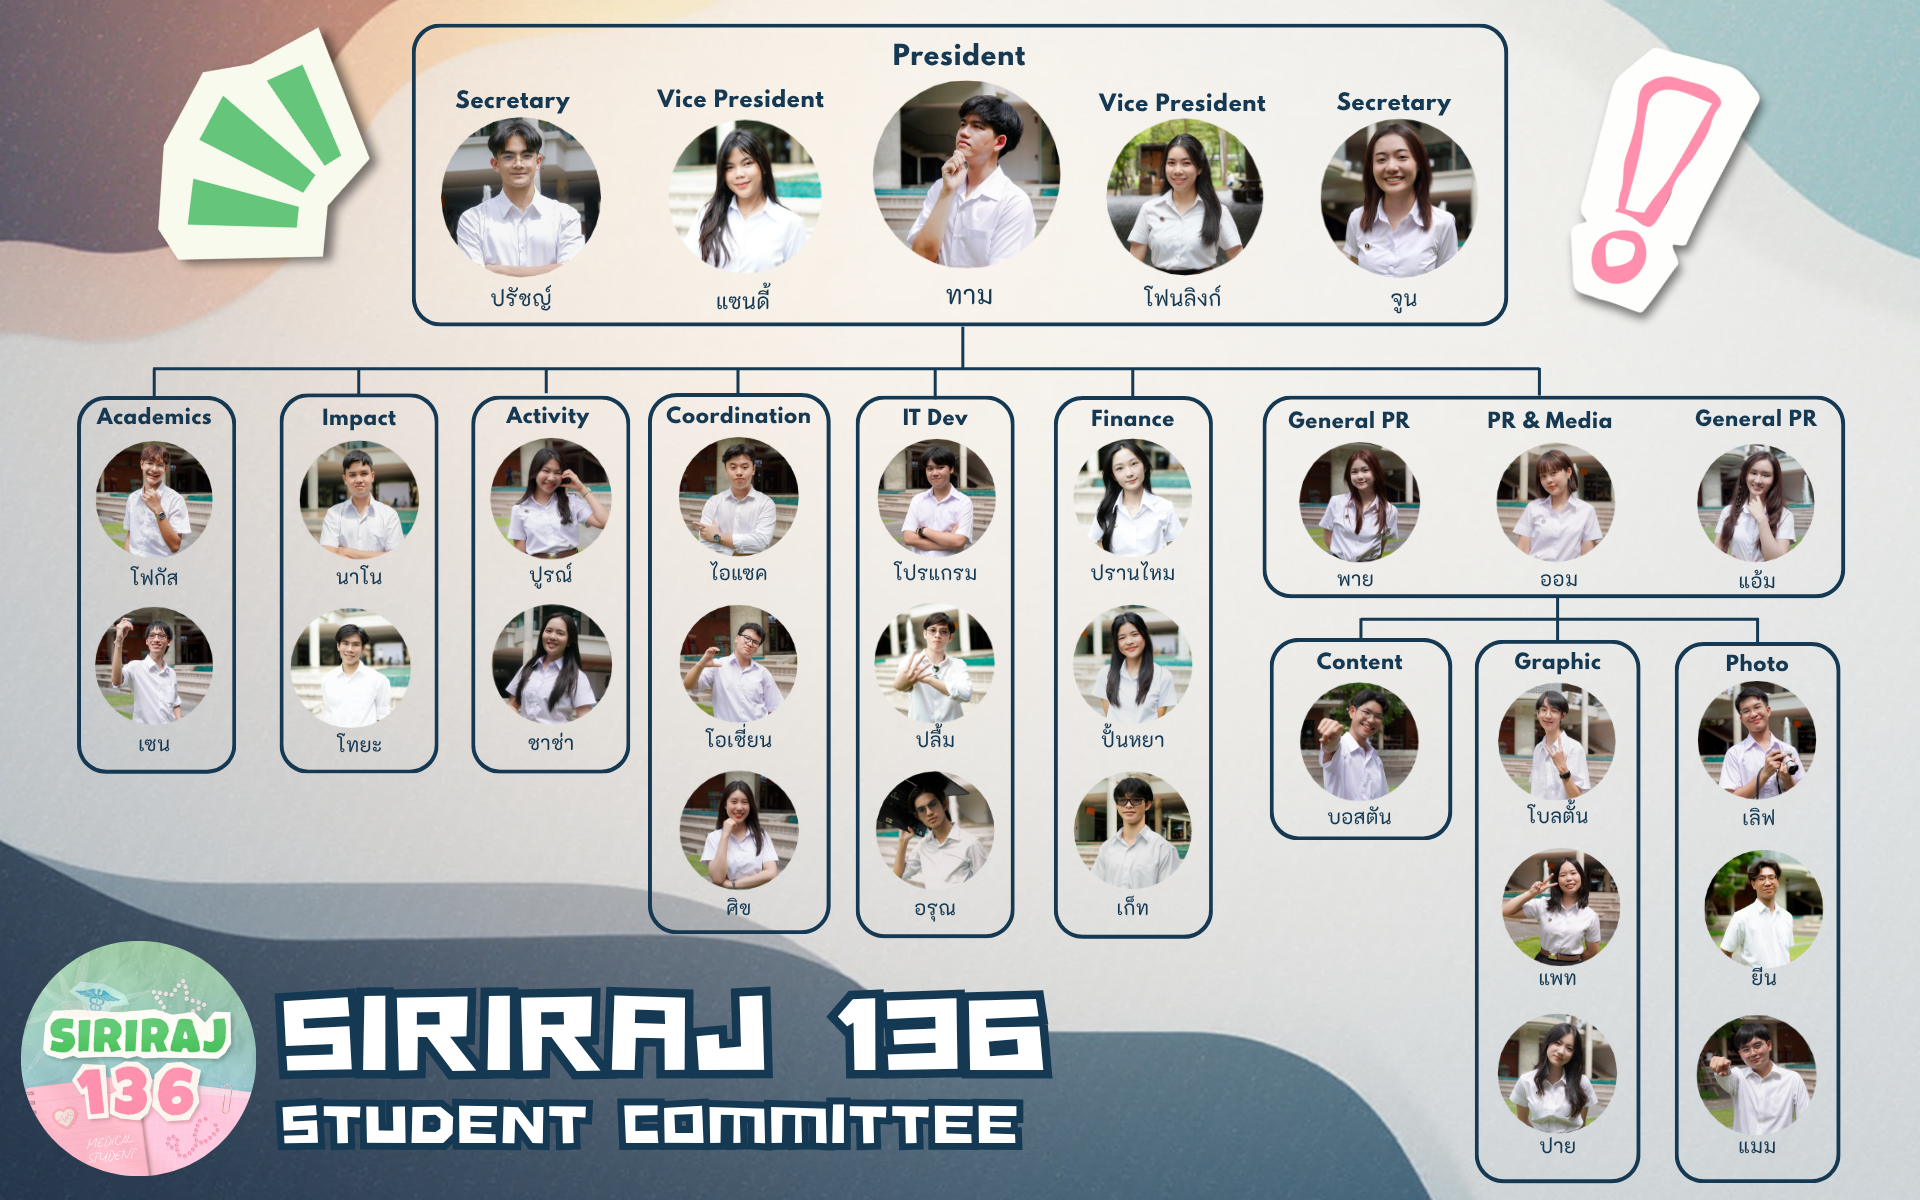 President
Secretary
Vice President
Vice President
Secretary
ปรัชญ์
แซนดี้
ทาม
โฟนลิงก์
จูน
Academics
โฟกัส
เซน
Impact
นาโน
โทยะ
Activity
ปูรณ์
ชาช่า
Coordination
ไอแซค
โอเชี่ยน
ศิข
IT Dev
โปรแกรม
ปลื้ม
อรุณ
Finance
ปรานไหม
ปั้นหยา
เก็ท
General PR
PR & Media
General PR
พาย
ออม
แอ้ม
Content
บอสตัน
Graphic
โบลตั้น
แพท
ปาย
Photo
เลิฟ
ยีน
แมม
SIRIRAJ
136
MEDICAL
STUDENT
SIRIRAJ 136
STUDENT COMMITTEE